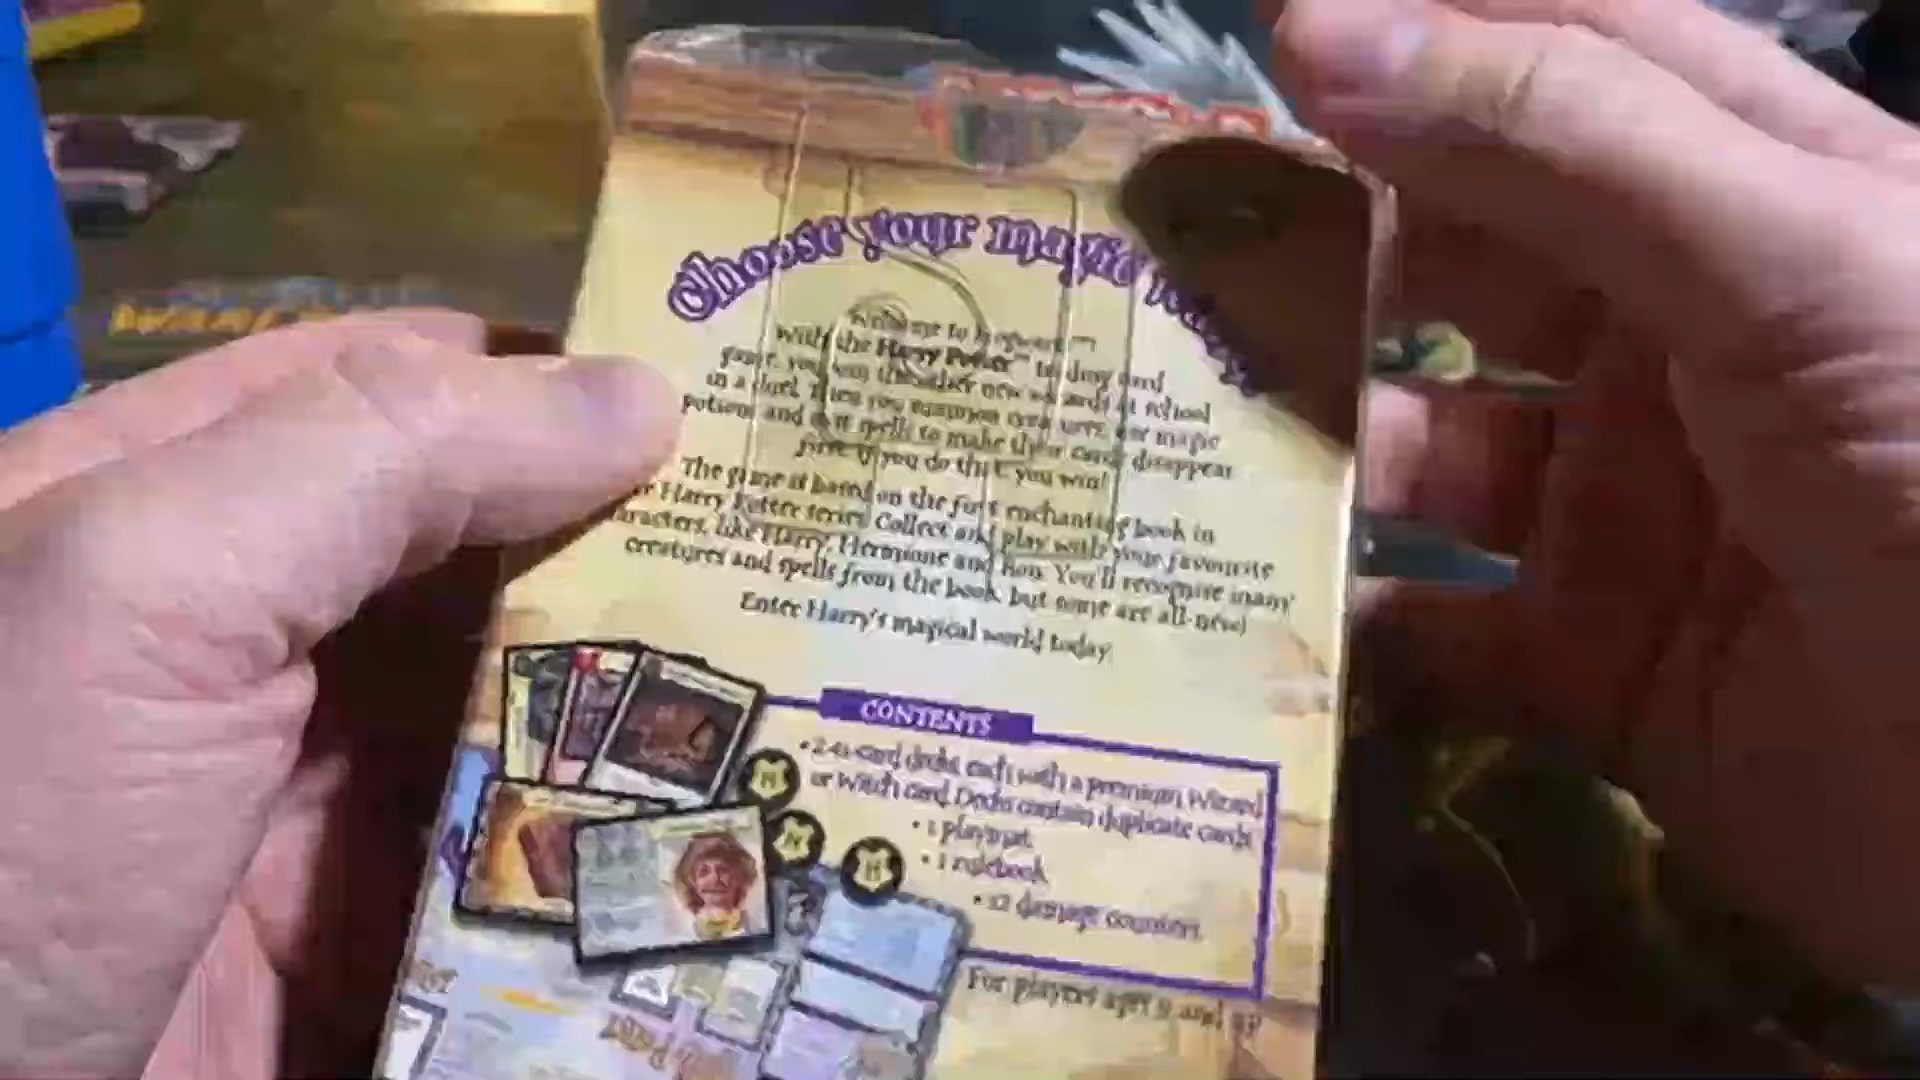 Choose your magic
Welcome to Hogwarts™
With the Harry Potter™ trading card
game, you can challenge new wizards at school
in a duel. Then you summon creatures, use magic
potions and cast spells to make their cards disappear
first. If you do that, you win!
The game is based on the first enchanting book in
Harry Potter series. Collect and play with your favourite
characters, like Harry, Hermione and Ron. You'll recognise many
creatures and spells from the book, but some are all-new!
Enter Harry's magical world today.
CONTENTS
• 2 41-card decks, each with a premium Wizard
or Witch card. Decks contain duplicate cards
• 1 playmat
• 1 rulebook
• 12 damage counters
For players ages 9 and up